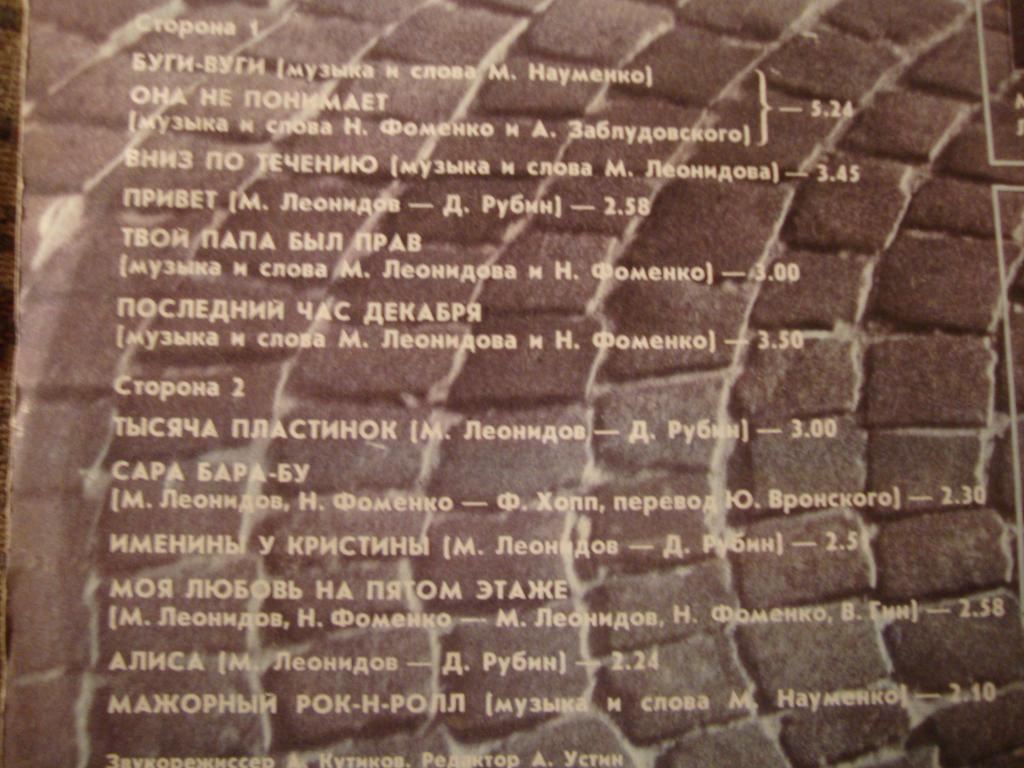 Сторона 1
БУГИ-ВУГИ (музыка и слова М. Науменко)
ОНА НЕ ПОНИМАЕТ
(музыка и слова Н. Фоменко и А. Заблудовского) } — 5.24
ВНИЗ ПО ТЕЧЕНИЮ (музыка и слова М. Леонидова) — 3.45
ПРИВЕТ (М. Леонидов — Д. Рубин) — 2.58
ТВОЙ ПАПА БЫЛ ПРАВ
(музыка и слова М. Леонидова и Н. Фоменко) — 3.00
ПОСЛЕДНИЙ ЧАС ДЕКАБРЯ
(музыка и слова М. Леонидова и Н. Фоменко) — 3.50
Сторона 2
ТЫСЯЧА ПЛАСТИНОК (М. Леонидов — Д. Рубин) — 3.00
САРА БАРА-БУ
(М. Леонидов, Н. Фоменко — Ф. Хопп, перевод Ю. Вронского) — 2.30
ИМЕНИНЫ У КРИСТИНЫ (М. Леонидов — Д. Рубин) —
МОЯ ЛЮБОВЬ НА ПЯТОМ ЭТАЖЕ
(М. Леонидов, Н. Фоменко — М. Леонидов, Н. Фоменко, В. Гин) — 2.58
АЛИСА (М. Леонидов — Д. Рубин) — 2.24
МАЖОРНЫЙ РОК-Н-РОЛЛ (музыка и слова М. Науменко) — 2.10
Звукорежиссер А. Кутиков. Редактор А. Устин